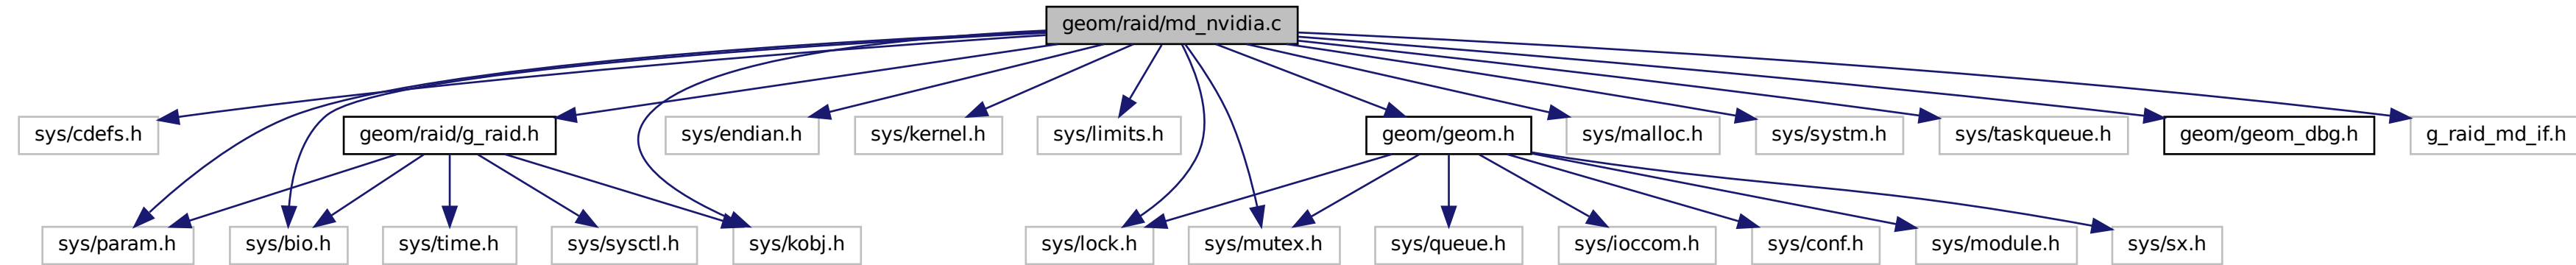 geom/raid/md_nvidia.c
sys/cdefs.h
geom/raid/g_raid.h
sys/endian.h
sys/kernel.h
sys/limits.h
geom/geom.h
sys/malloc.h
sys/systm.h
sys/taskqueue.h
geom/geom_dbg.h
g_raid_md_if.h
sys/param.h
sys/bio.h
sys/time.h
sys/sysctl.h
sys/kobj.h
sys/lock.h
sys/mutex.h
sys/queue.h
sys/ioccom.h
sys/conf.h
sys/module.h
sys/sx.h